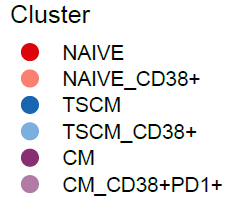 Cluster
NAIVE
NAIVE_CD38+
TSCM
TSCM_CD38+
CM
CM_CD38+PD1+